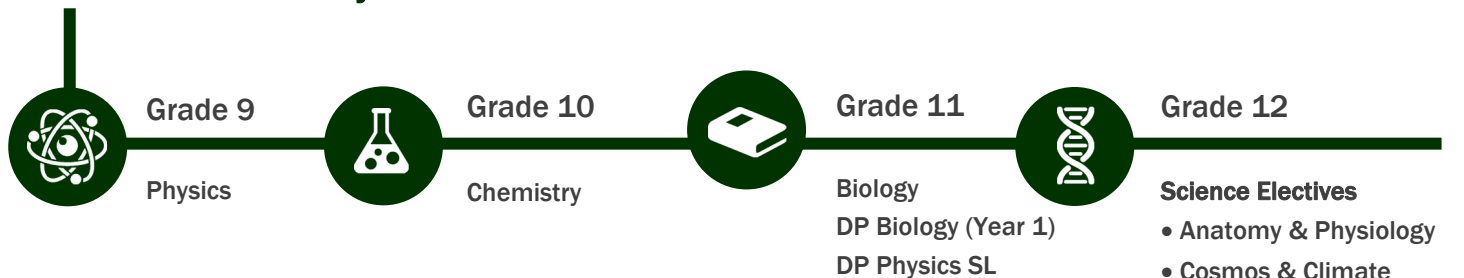 Grade 9
Physics
Grade 10
Chemistry
Grade 11
Biology
DP Biology (Year 1)
DP Physics SL
Grade 12
Science Electives
• Anatomy & Physiology
• Cosmos & Climate